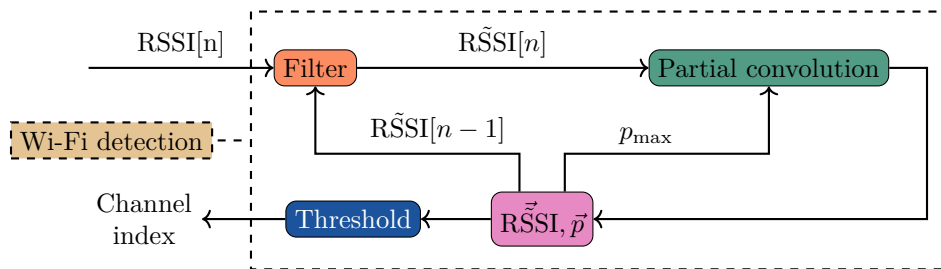 RSSI[n]
RS̃SI[n]
Filter
Partial convolution
RS̃SI[n − 1]
p_max
Wi-Fi detection
Channel
index
Threshold
RS̃⃗SI, p⃗